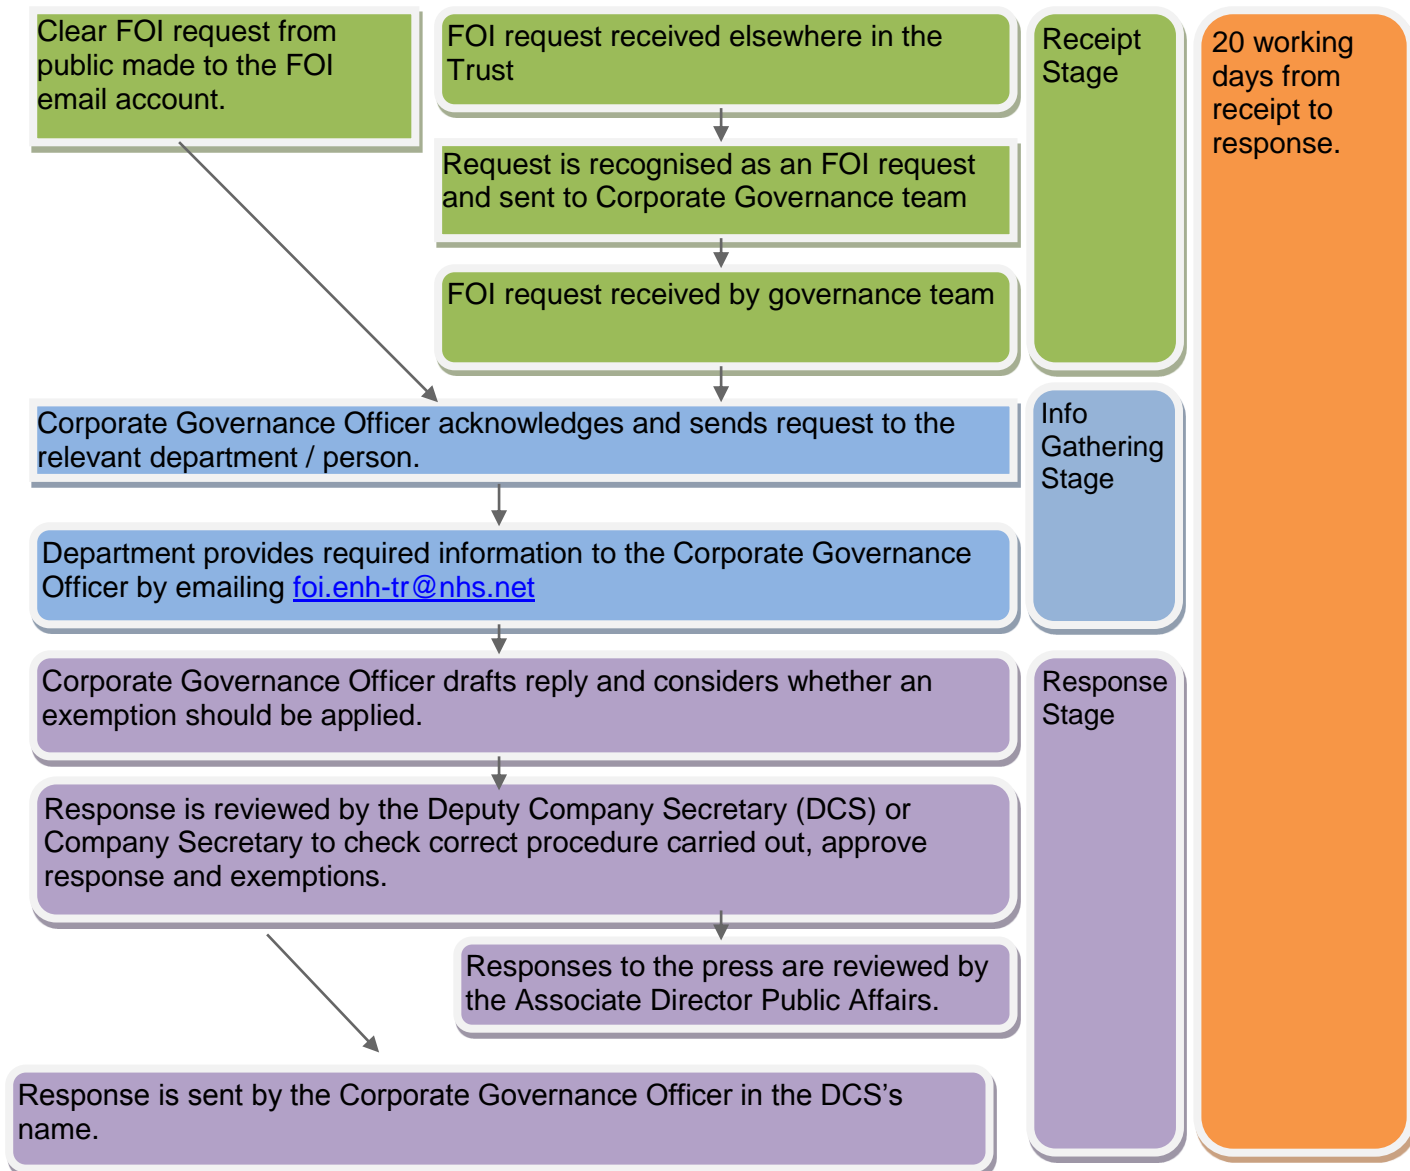 Clear FOI request from
public made to the FOI
email account.
FOI request received elsewhere in the
Trust
Request is recognised as an FOI request
and sent to Corporate Governance team
FOI request received by governance team
Receipt
Stage
20 working
days from
receipt to
response.
Corporate Governance Officer acknowledges and sends request to the
relevant department / person.
Department provides required information to the Corporate Governance
Officer by emailing foi.enh-tr@nhs.net
Info
Gathering
Stage
Corporate Governance Officer drafts reply and considers whether an
exemption should be applied.
Response is reviewed by the Deputy Company Secretary (DCS) or
Company Secretary to check correct procedure carried out, approve
response and exemptions.
Responses to the press are reviewed by
the Associate Director Public Affairs.
Response is sent by the Corporate Governance Officer in the DCS’s
name.
Response
Stage